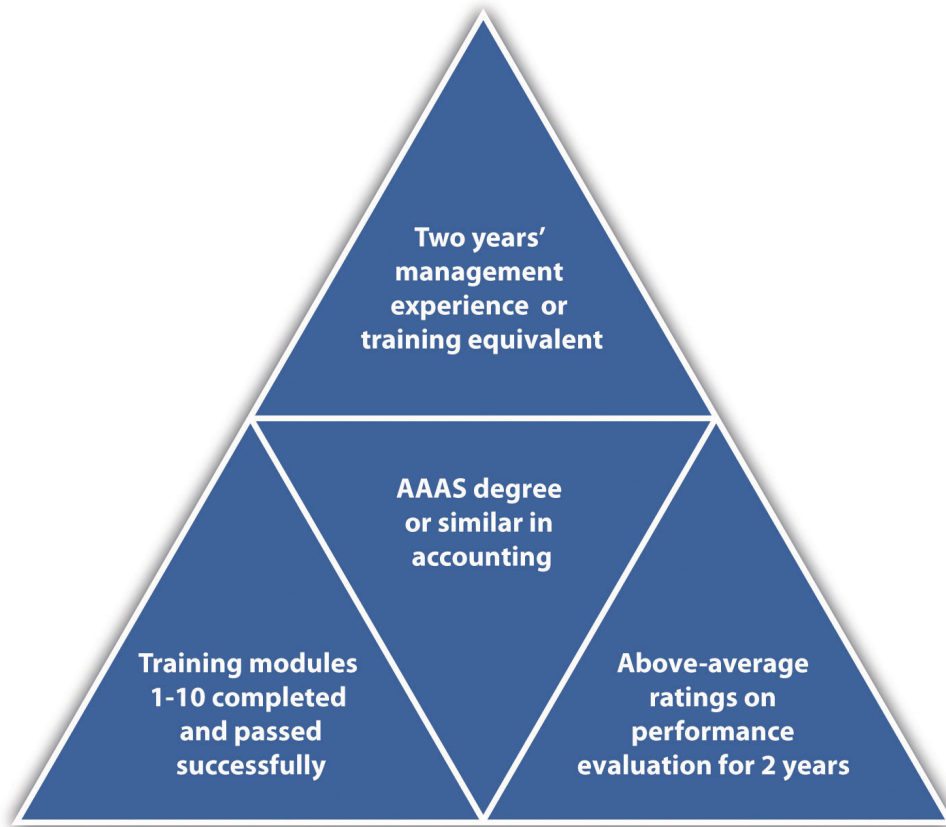 Two years’
management
experience or
training equivalent
AAAS degree
or similar in
accounting
Training modules
1-10 completed
and passed
successfully
Above-average
ratings on
performance
evaluation for 2 years